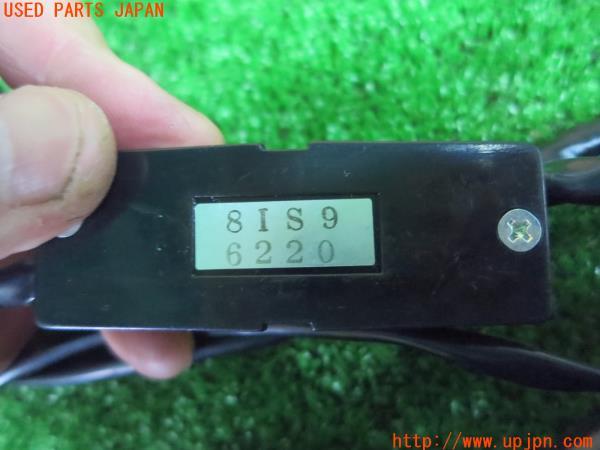 USED PARTS JAPAN
8IS9
6220
http://www.upjpn.com